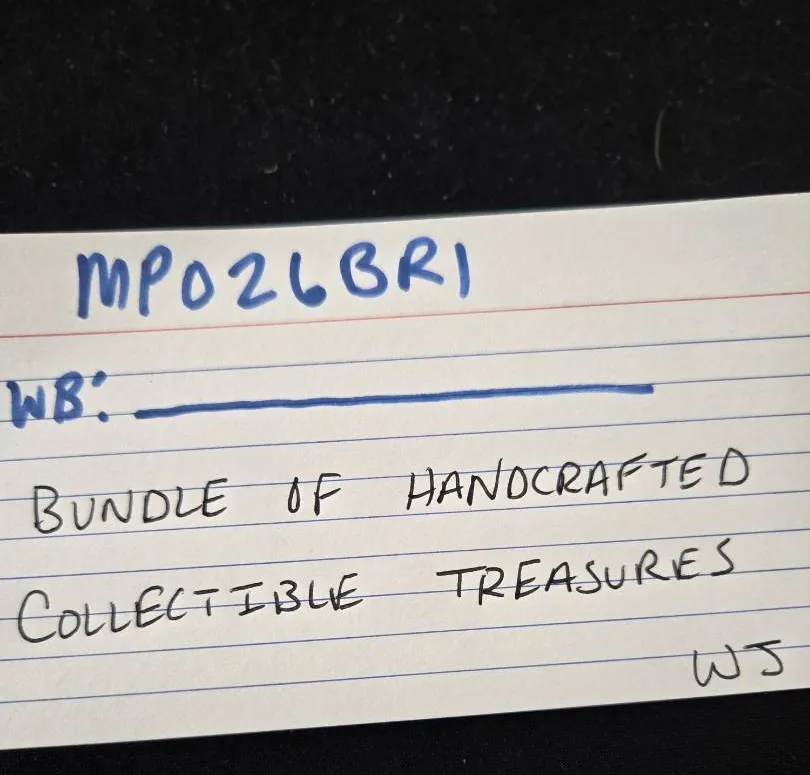 MP026BR1
WB:
BUNDLE OF HANDCRAFTED
COLLECTIBLE TREASURES
WJ